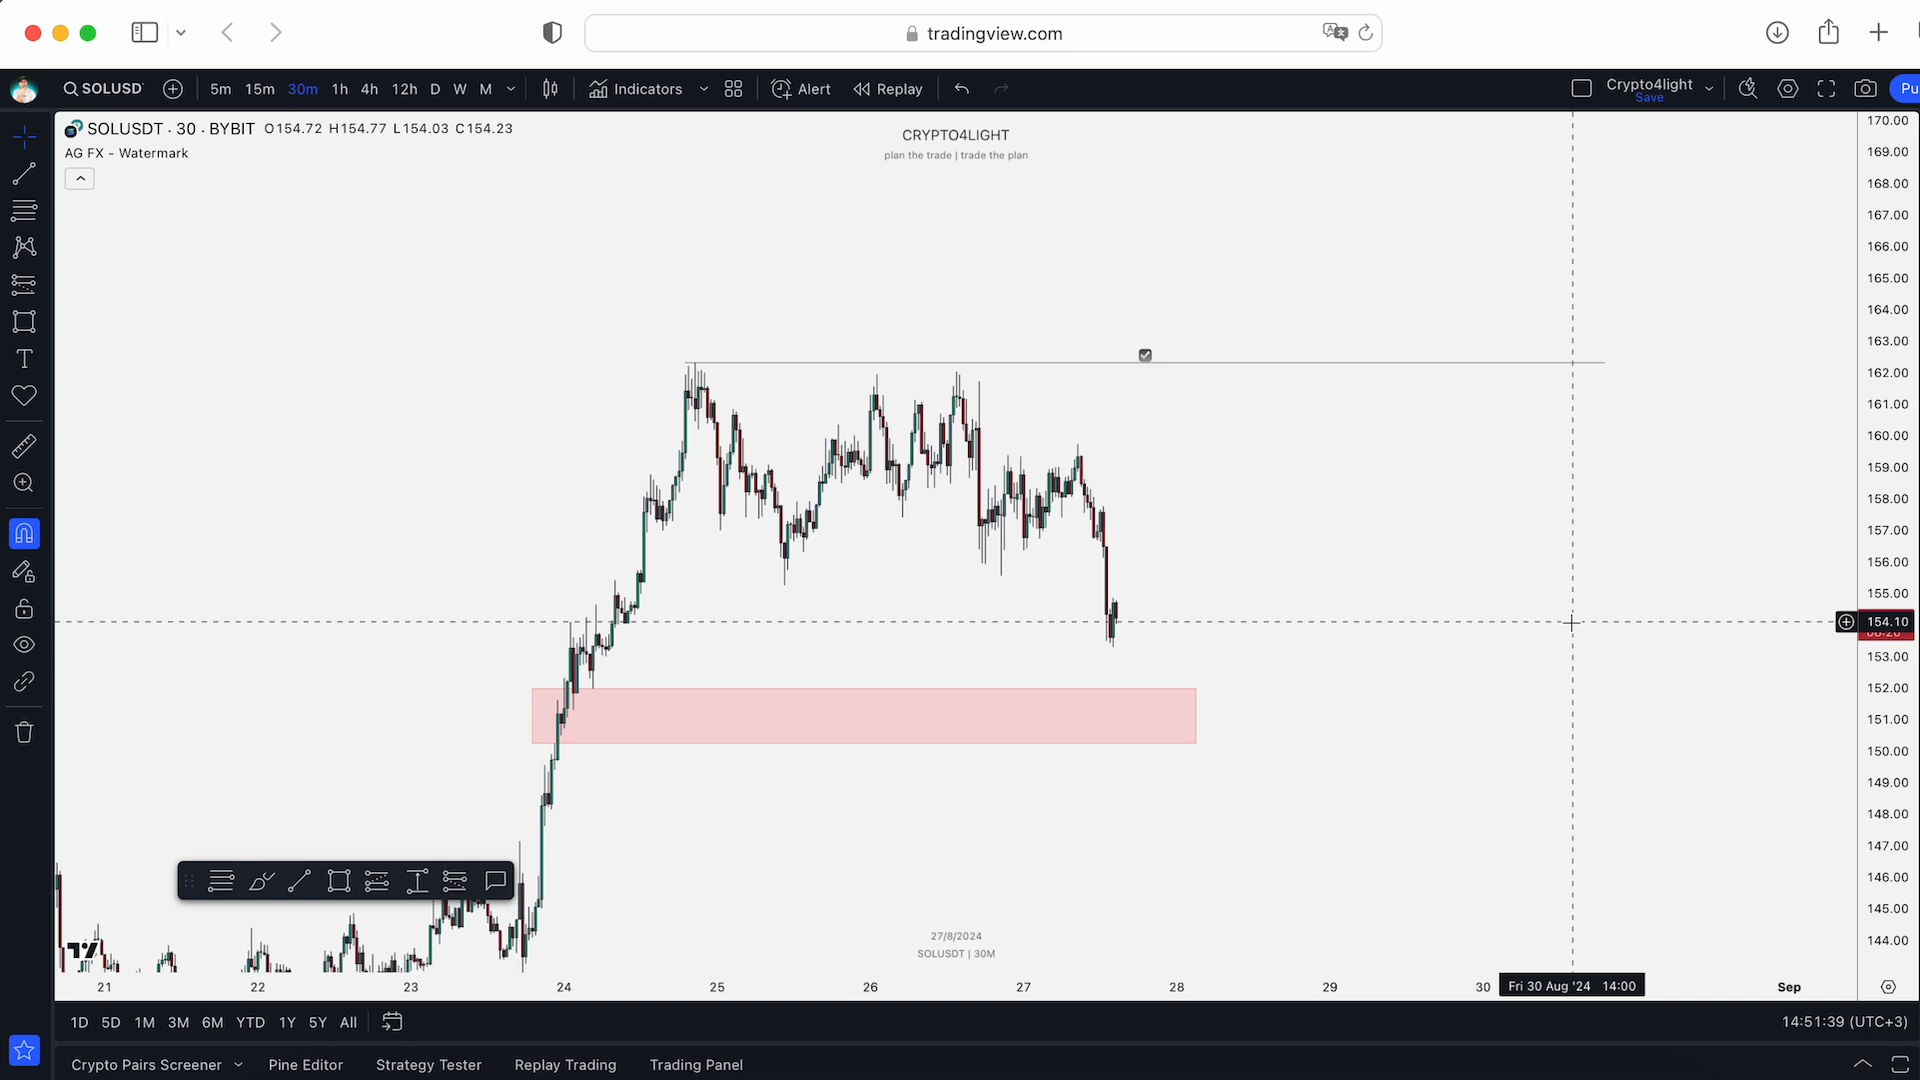 tradingview.com
SOLUSD
5m 15m 30m 1h 4h 12h D W M
Indicators
Alert
Replay
Crypto4light
Save
Pu
SOLUSDT · 30 · BYBIT O154.72 H154.77 L154.03 C154.23
AG FX - Watermark
CRYPTO4LIGHT
plan the trade | trade the plan
170.00
169.00
168.00
167.00
166.00
165.00
164.00
163.00
162.00
161.00
160.00
159.00
158.00
157.00
156.00
155.00
154.10
153.00
152.00
151.00
150.00
149.00
148.00
147.00
146.00
145.00
144.00
27/8/2024
SOLUSDT | 30M
21 22 23 24 25 26 27 28 29 30 Fri 30 Aug '24 14:00 Sep
1D 5D 1M 3M 6M YTD 1Y 5Y All
14:51:39 (UTC+3)
Crypto Pairs Screener Pine Editor Strategy Tester Replay Trading Trading Panel